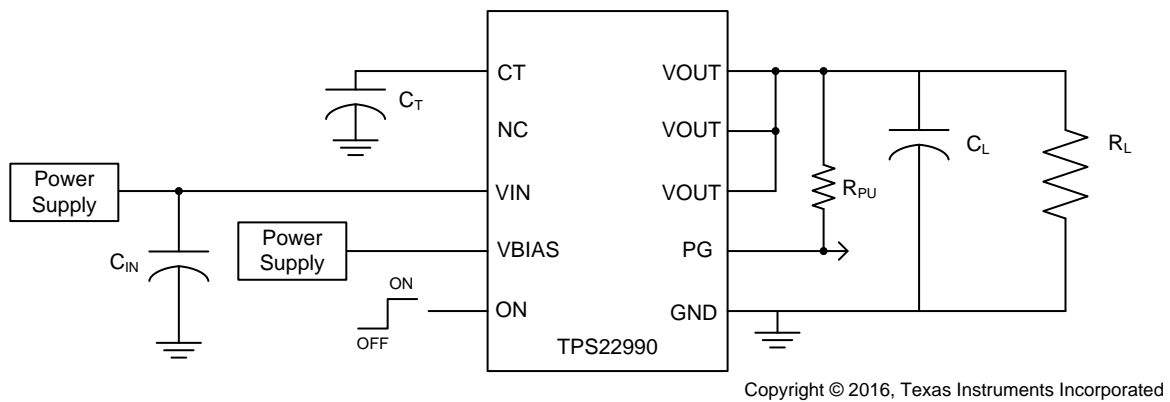 TPS22990
CT
VOUT
C_T
NC
VOUT
C_L
R_L
Power
Supply
VIN
VOUT
R_PU
C_IN
Power
Supply
VBIAS
PG
ON
OFF
ON
GND
TPS22990
Copyright © 2016, Texas Instruments Incorporated